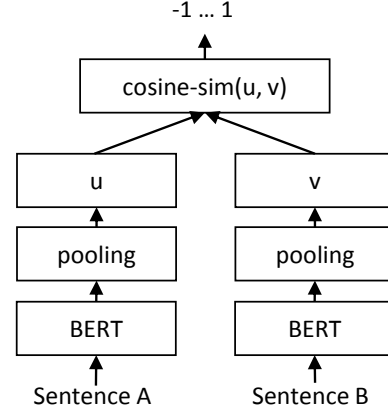 -1 … 1
cosine-sim(u, v)
u
v
pooling
pooling
BERT
BERT
Sentence A
Sentence B